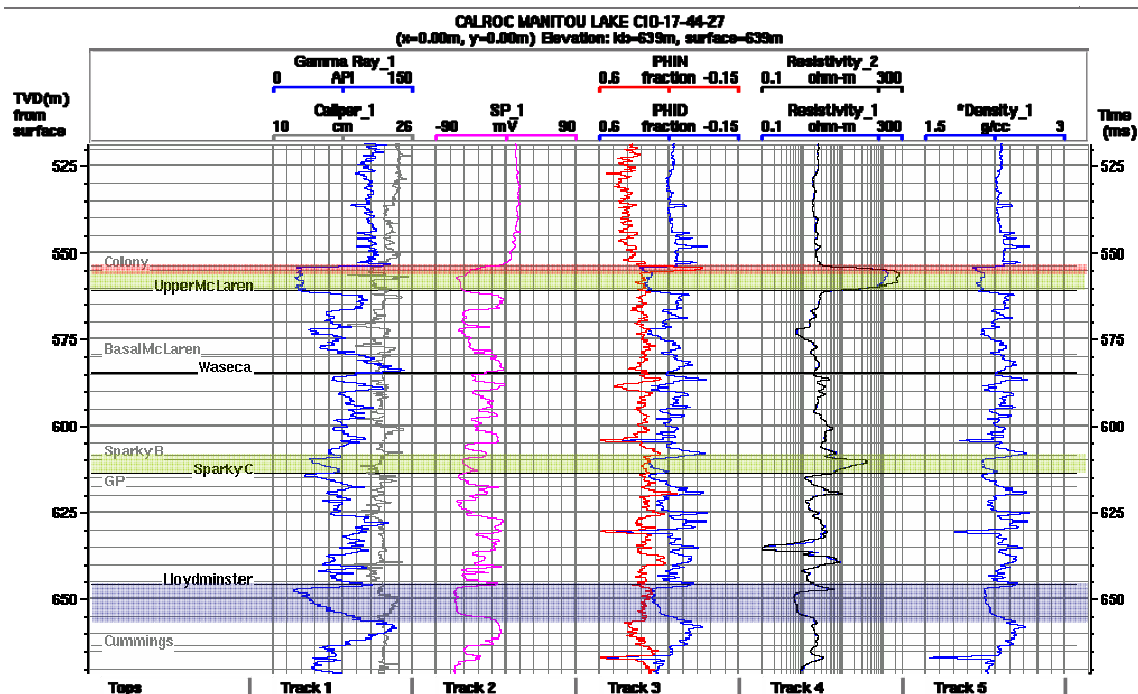 CALROC MANITOU LAKE C10-17-44-27
(x=0.00m, y=0.00m) Elevation: kb=639m, surface=639m
Gamma Ray_1 PHIN Resistivity_2
0 API 150 0.6 fraction -0.15 0.1 ohm-m 300
TVD(m) from surface
Caliper_1 SP_1 PHID Resistivity_1 *Density_1
10 cm 26 -90 mV 90 0.6 fraction -0.15 0.1 ohm-m 300 1.5 g/cc 3
Time (ms)
525 525
550 550
Colony
UpperMcLaren
575 575
BasalMcLaren
Waseca
600 600
Sparky B
Sparky C
GP
625 625
Lloydminster
650 650
Cummings
Tops Track 1 Track 2 Track 3 Track 4 Track 5